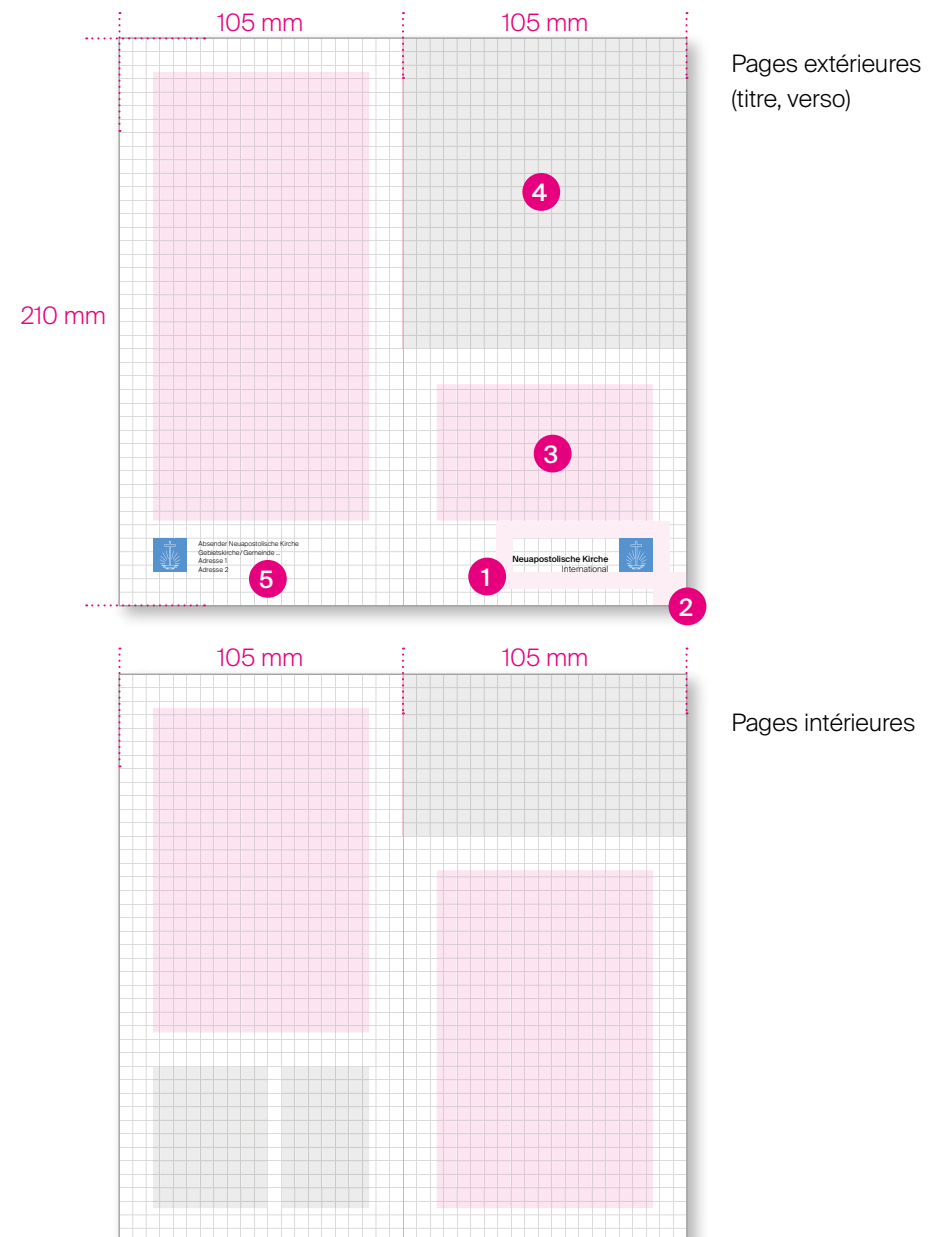 105 mm
105 mm
Pages extérieures
(titre, verso)
4
210 mm
3
Absender Neuapostolische Kirche
Gebietskirche/Gemeinde ...
Adresse 1
Adresse 2
5
1
Neuapostolische Kirche
International
2
105 mm
105 mm
Pages intérieures